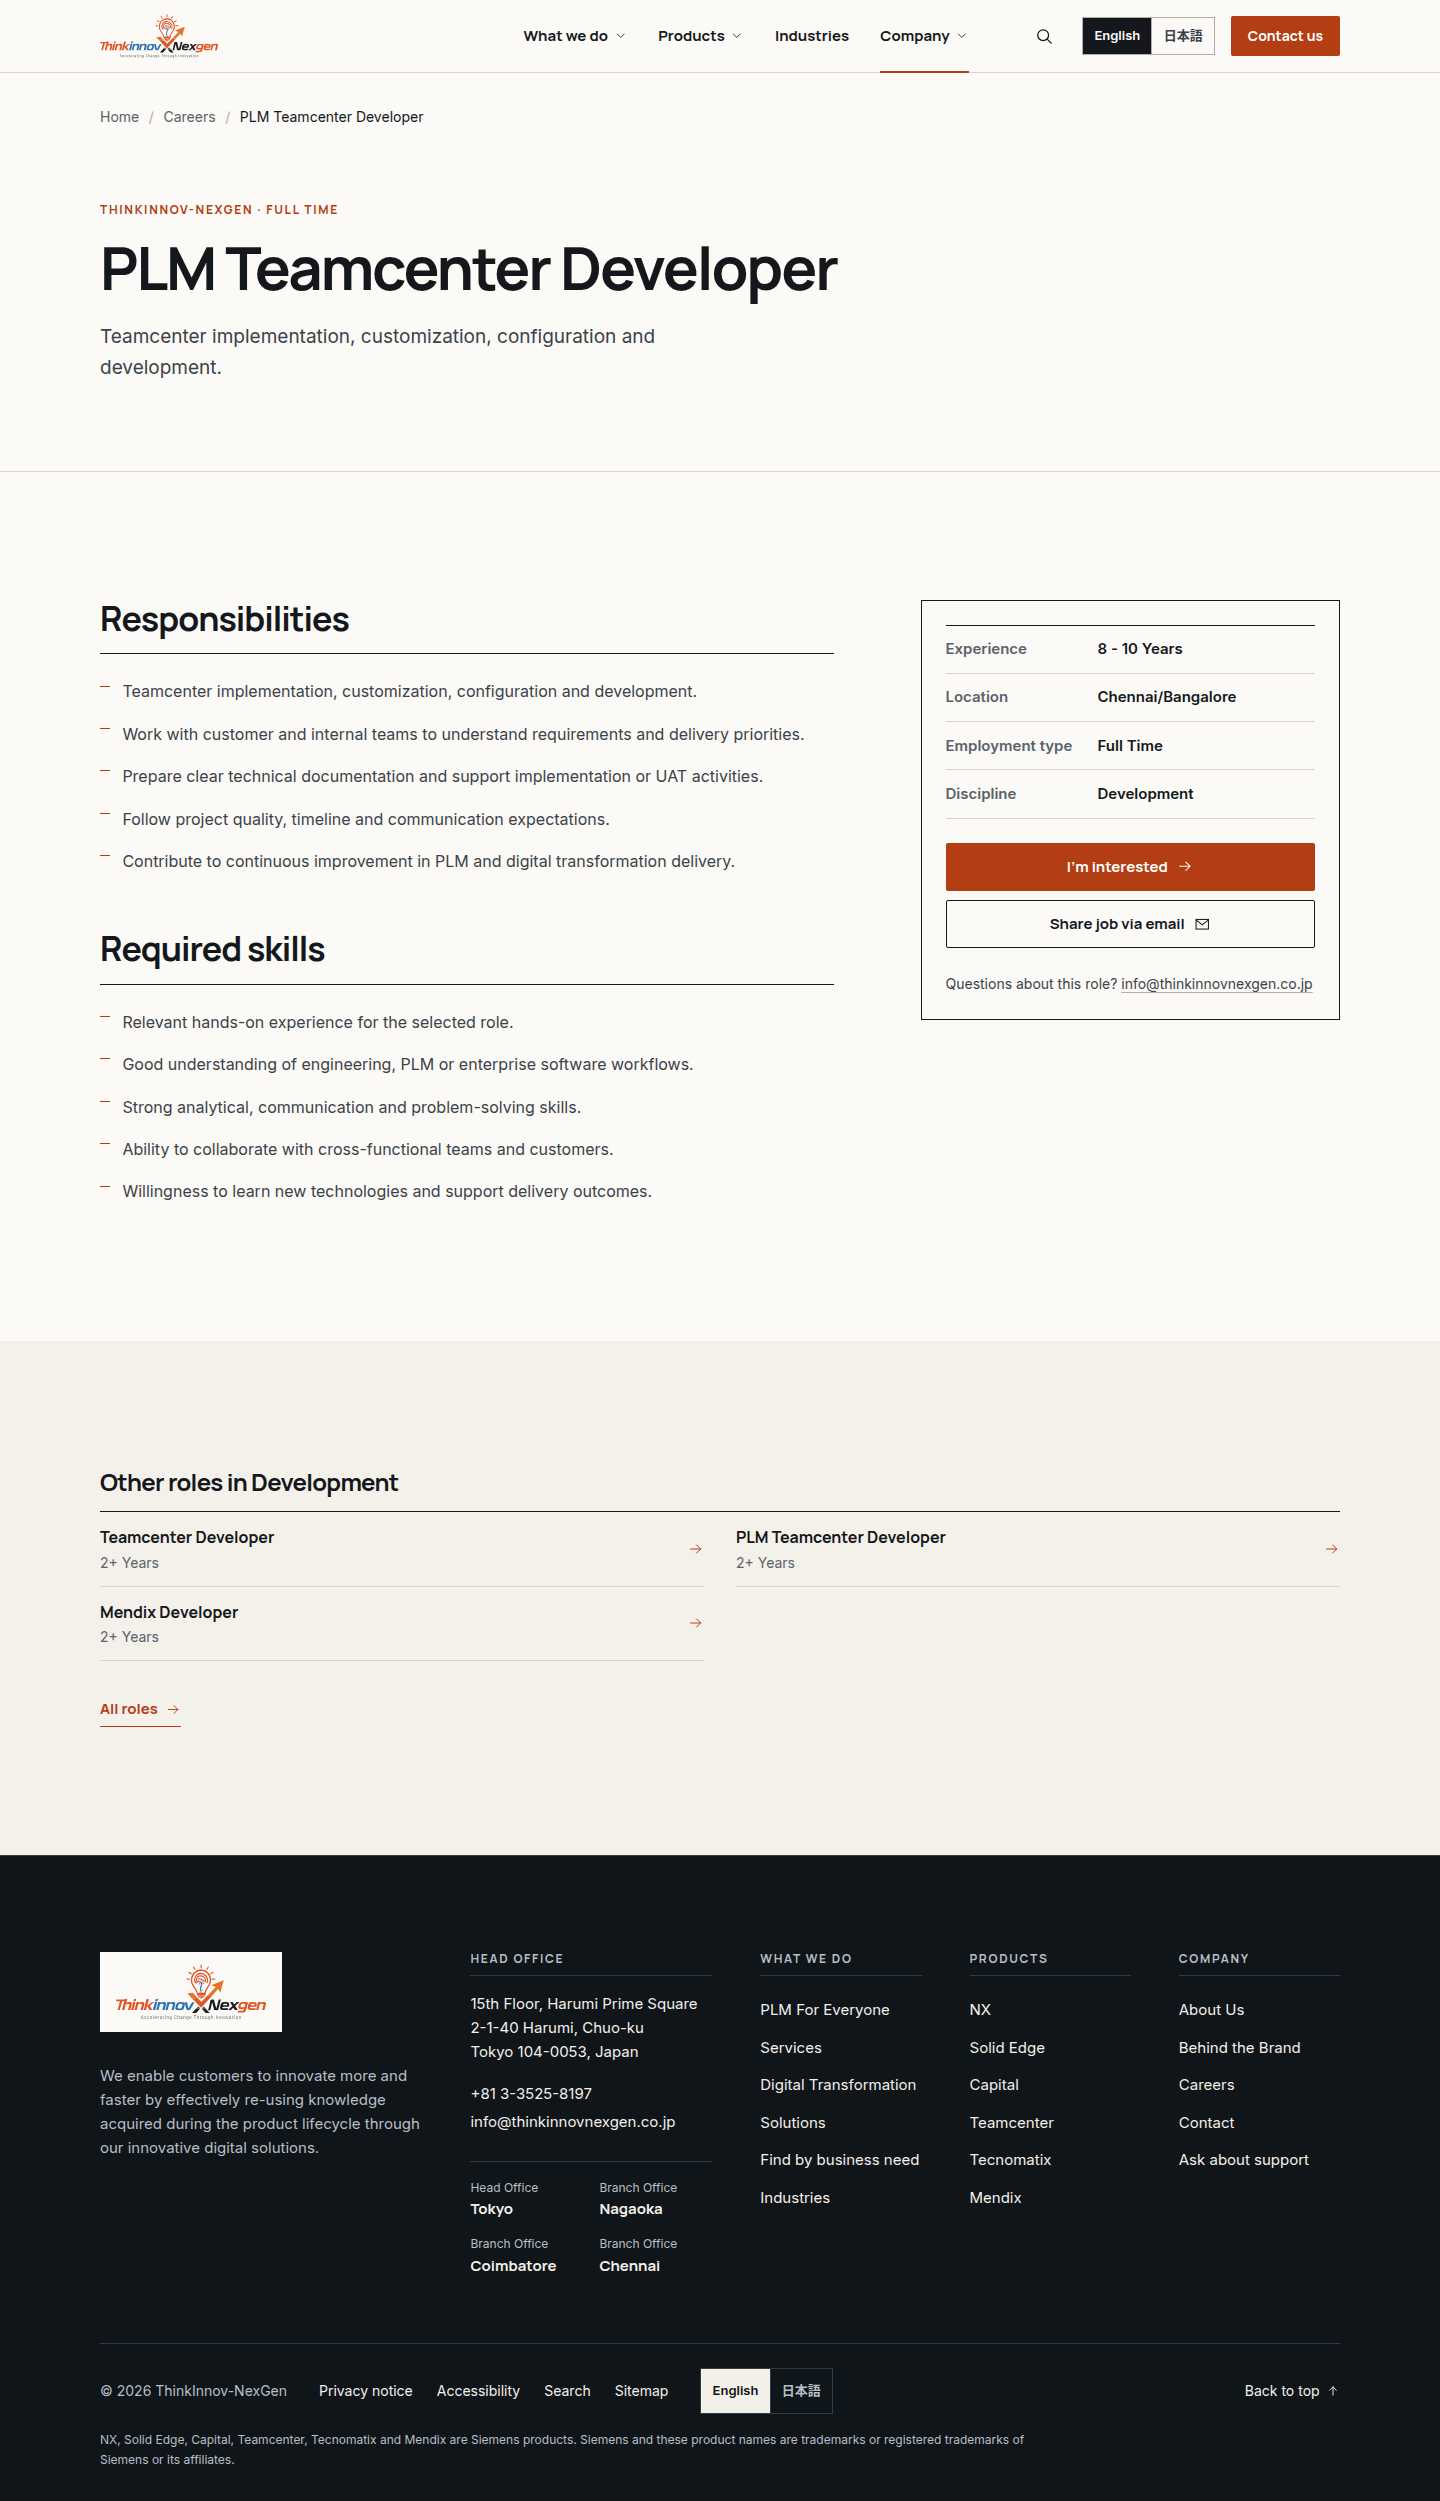 Thinkinnov Nexgen
Accelerating Change Through Innovation
What we do
Products
Industries
Company
English
日本語
Contact us
Home / Careers / PLM Teamcenter Developer
THINKINNOV-NEXGEN · FULL TIME
PLM Teamcenter Developer
Teamcenter implementation, customization, configuration and
development.
Responsibilities
Teamcenter implementation, customization, configuration and development.
Work with customer and internal teams to understand requirements and delivery priorities.
Prepare clear technical documentation and support implementation or UAT activities.
Follow project quality, timeline and communication expectations.
Contribute to continuous improvement in PLM and digital transformation delivery.
Required skills
Relevant hands-on experience for the selected role.
Good understanding of engineering, PLM or enterprise software workflows.
Strong analytical, communication and problem-solving skills.
Ability to collaborate with cross-functional teams and customers.
Willingness to learn new technologies and support delivery outcomes.
Experience 8 - 10 Years
Location Chennai/Bangalore
Employment type Full Time
Discipline Development
I'm interested →
Share job via email
Questions about this role? info@thinkinnovnexgen.co.jp
Other roles in Development
Teamcenter Developer
2+ Years
→
PLM Teamcenter Developer
2+ Years
→
Mendix Developer
2+ Years
→
All roles →
Thinkinnov Nexgen
Accelerating Change Through Innovation
We enable customers to innovate more and
faster by effectively re-using knowledge
acquired during the product lifecycle through
our innovative digital solutions.
HEAD OFFICE
15th Floor, Harumi Prime Square
2-1-40 Harumi, Chuo-ku
Tokyo 104-0053, Japan
+81 3-3525-8197
info@thinkinnovnexgen.co.jp
Head Office
Tokyo
Branch Office
Nagaoka
Branch Office
Coimbatore
Branch Office
Chennai
WHAT WE DO
PLM For Everyone
Services
Digital Transformation
Solutions
Find by business need
Industries
PRODUCTS
NX
Solid Edge
Capital
Teamcenter
Tecnomatix
Mendix
COMPANY
About Us
Behind the Brand
Careers
Contact
Ask about support
© 2026 ThinkInnov-NexGen
Privacy notice
Accessibility
Search
Sitemap
English
日本語
Back to top ↑
NX, Solid Edge, Capital, Teamcenter, Tecnomatix and Mendix are Siemens products. Siemens and these product names are trademarks or registered trademarks of
Siemens or its affiliates.